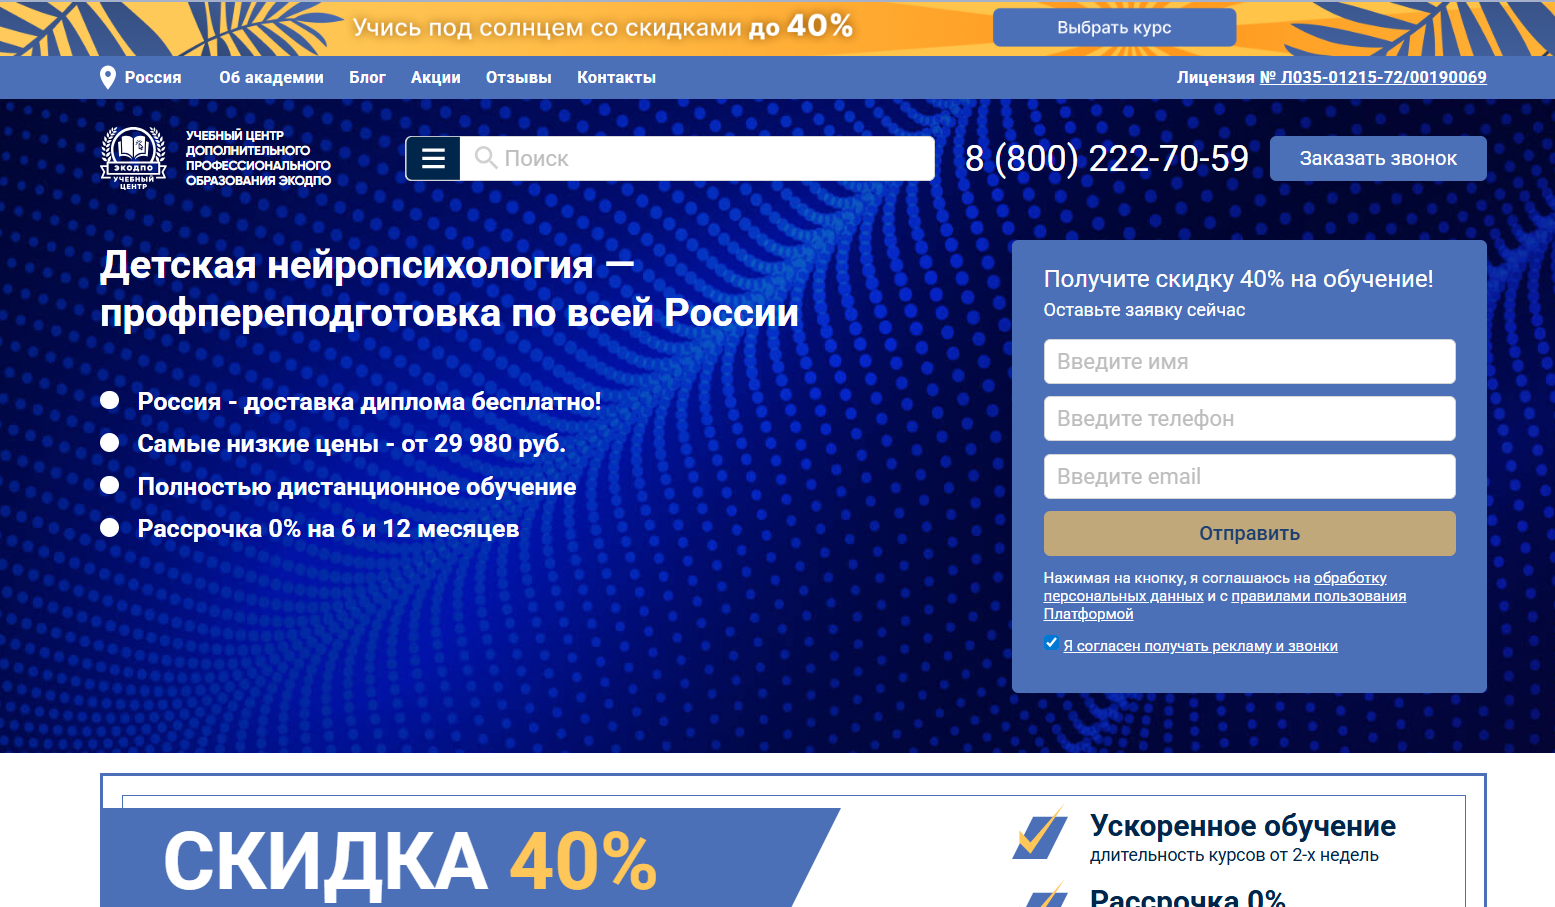 Учись под солнцем со скидками до 40%
Выбрать курс
Россия
Об академии
Блог
Акции
Отзывы
Контакты
Лицензия № Л035-01215-72/00190069
ЭКОДПО
УЧЕБНЫЙ
ЦЕНТР
УЧЕБНЫЙ ЦЕНТР
ДОПОЛНИТЕЛЬНОГО
ПРОФЕССИОНАЛЬНОГО
ОБРАЗОВАНИЯ ЭКОДПО
Поиск
8 (800) 222-70-59
Заказать звонок
Детская нейропсихология —
профпереподготовка по всей России
Россия - доставка диплома бесплатно!
Самые низкие цены - от 29 980 руб.
Полностью дистанционное обучение
Рассрочка 0% на 6 и 12 месяцев
Получите скидку 40% на обучение!
Оставьте заявку сейчас
Введите имя
Введите телефон
Введите email
Отправить
Нажимая на кнопку, я соглашаюсь на обработку
персональных данных и с правилами пользования
Платформой
Я согласен получать рекламу и звонки
СКИДКА 40%
Ускоренное обучение
длительность курсов от 2-х недель
Рассрочка 0%